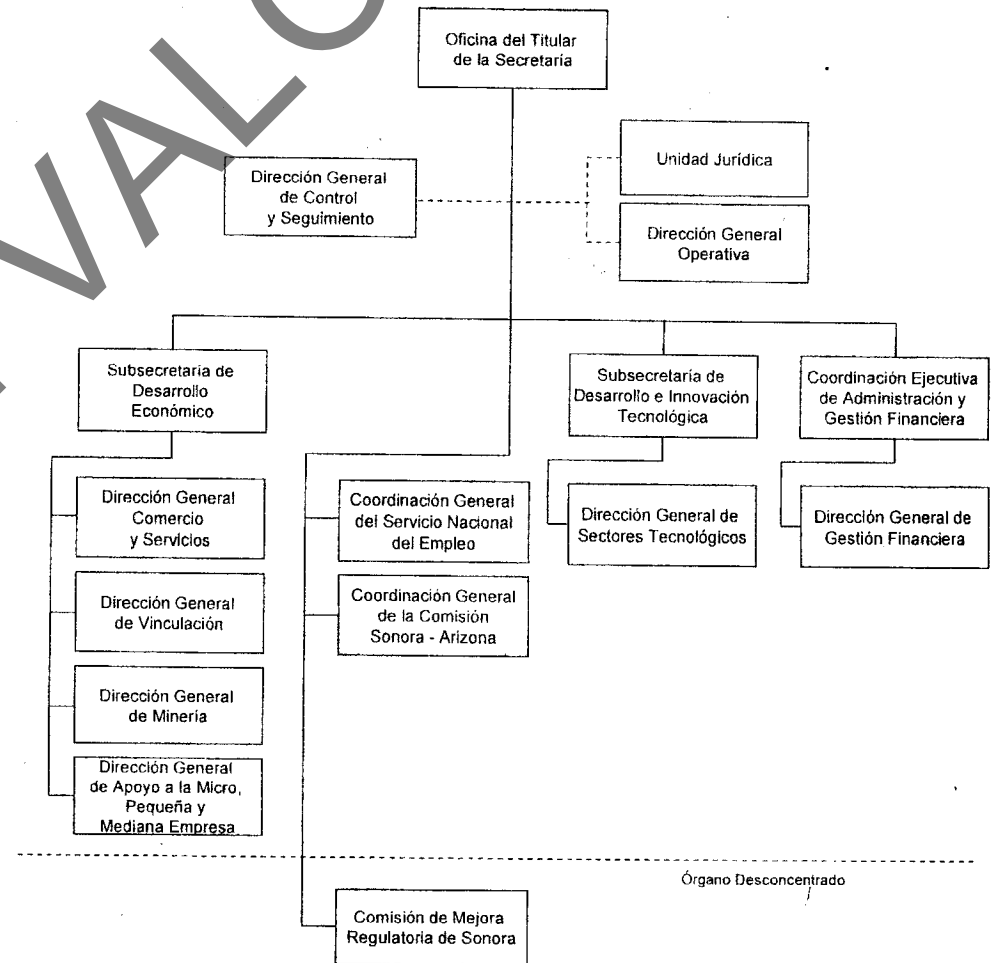 VALO
Oficina del Titular
de la Secretaría
Dirección General
de Control
y Seguimiento
Unidad Jurídica
Dirección General
Operativa
Subsecretaría de
Desarrollo
Económico
Subsecretaría de
Desarrollo e Innovación
Tecnológica
Coordinación Ejecutiva
de Administración y
Gestión Financiera
Dirección General
Comercio
y Servicios
Dirección General
de Vinculación
Dirección General
de Minería
Dirección General
de Apoyo a la Micro,
Pequeña y
Mediana Empresa
Coordinación General
del Servicio Nacional
del Empleo
Coordinación General
de la Comisión
Sonora - Arizona
Dirección General de
Sectores Tecnológicos
Dirección General de
Gestión Financiera
Órgano Desconcentrado
Comisión de Mejora
Regulatoria de Sonora